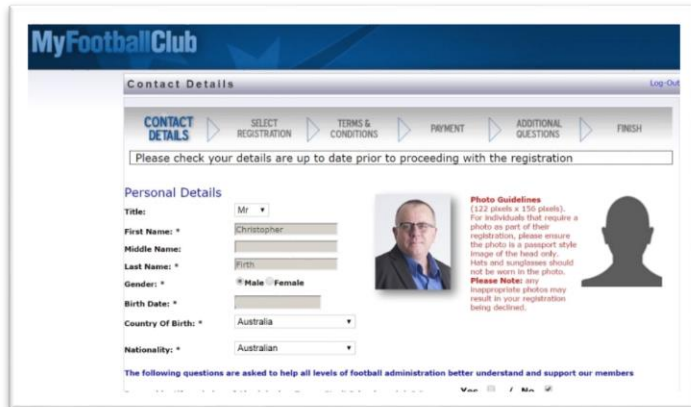 MyFootballClub
Contact Details
Log-Out
CONTACT DETAILS
SELECT REGISTRATION
TERMS & CONDITIONS
PAYMENT
ADDITIONAL QUESTIONS
FINISH
Please check your details are up to date prior to proceeding with the registration
Personal Details
Title: Mr
First Name: * Christopher
Middle Name:
Last Name: * Firth
Gender: * Male Female
Birth Date: *
Country Of Birth: * Australia
Nationality: * Australian
Photo Guidelines
(122 pixels x 156 pixels).
For individuals that require a
photo as part of their
registration, please ensure
the photo is a passport style
image of the head only.
Hats and sunglasses should
not be worn in the photo.
Please Note: any
inappropriate photos may
result in your registration
being declined.
The following questions are asked to help all levels of football administration better understand and support our members
Yes / No